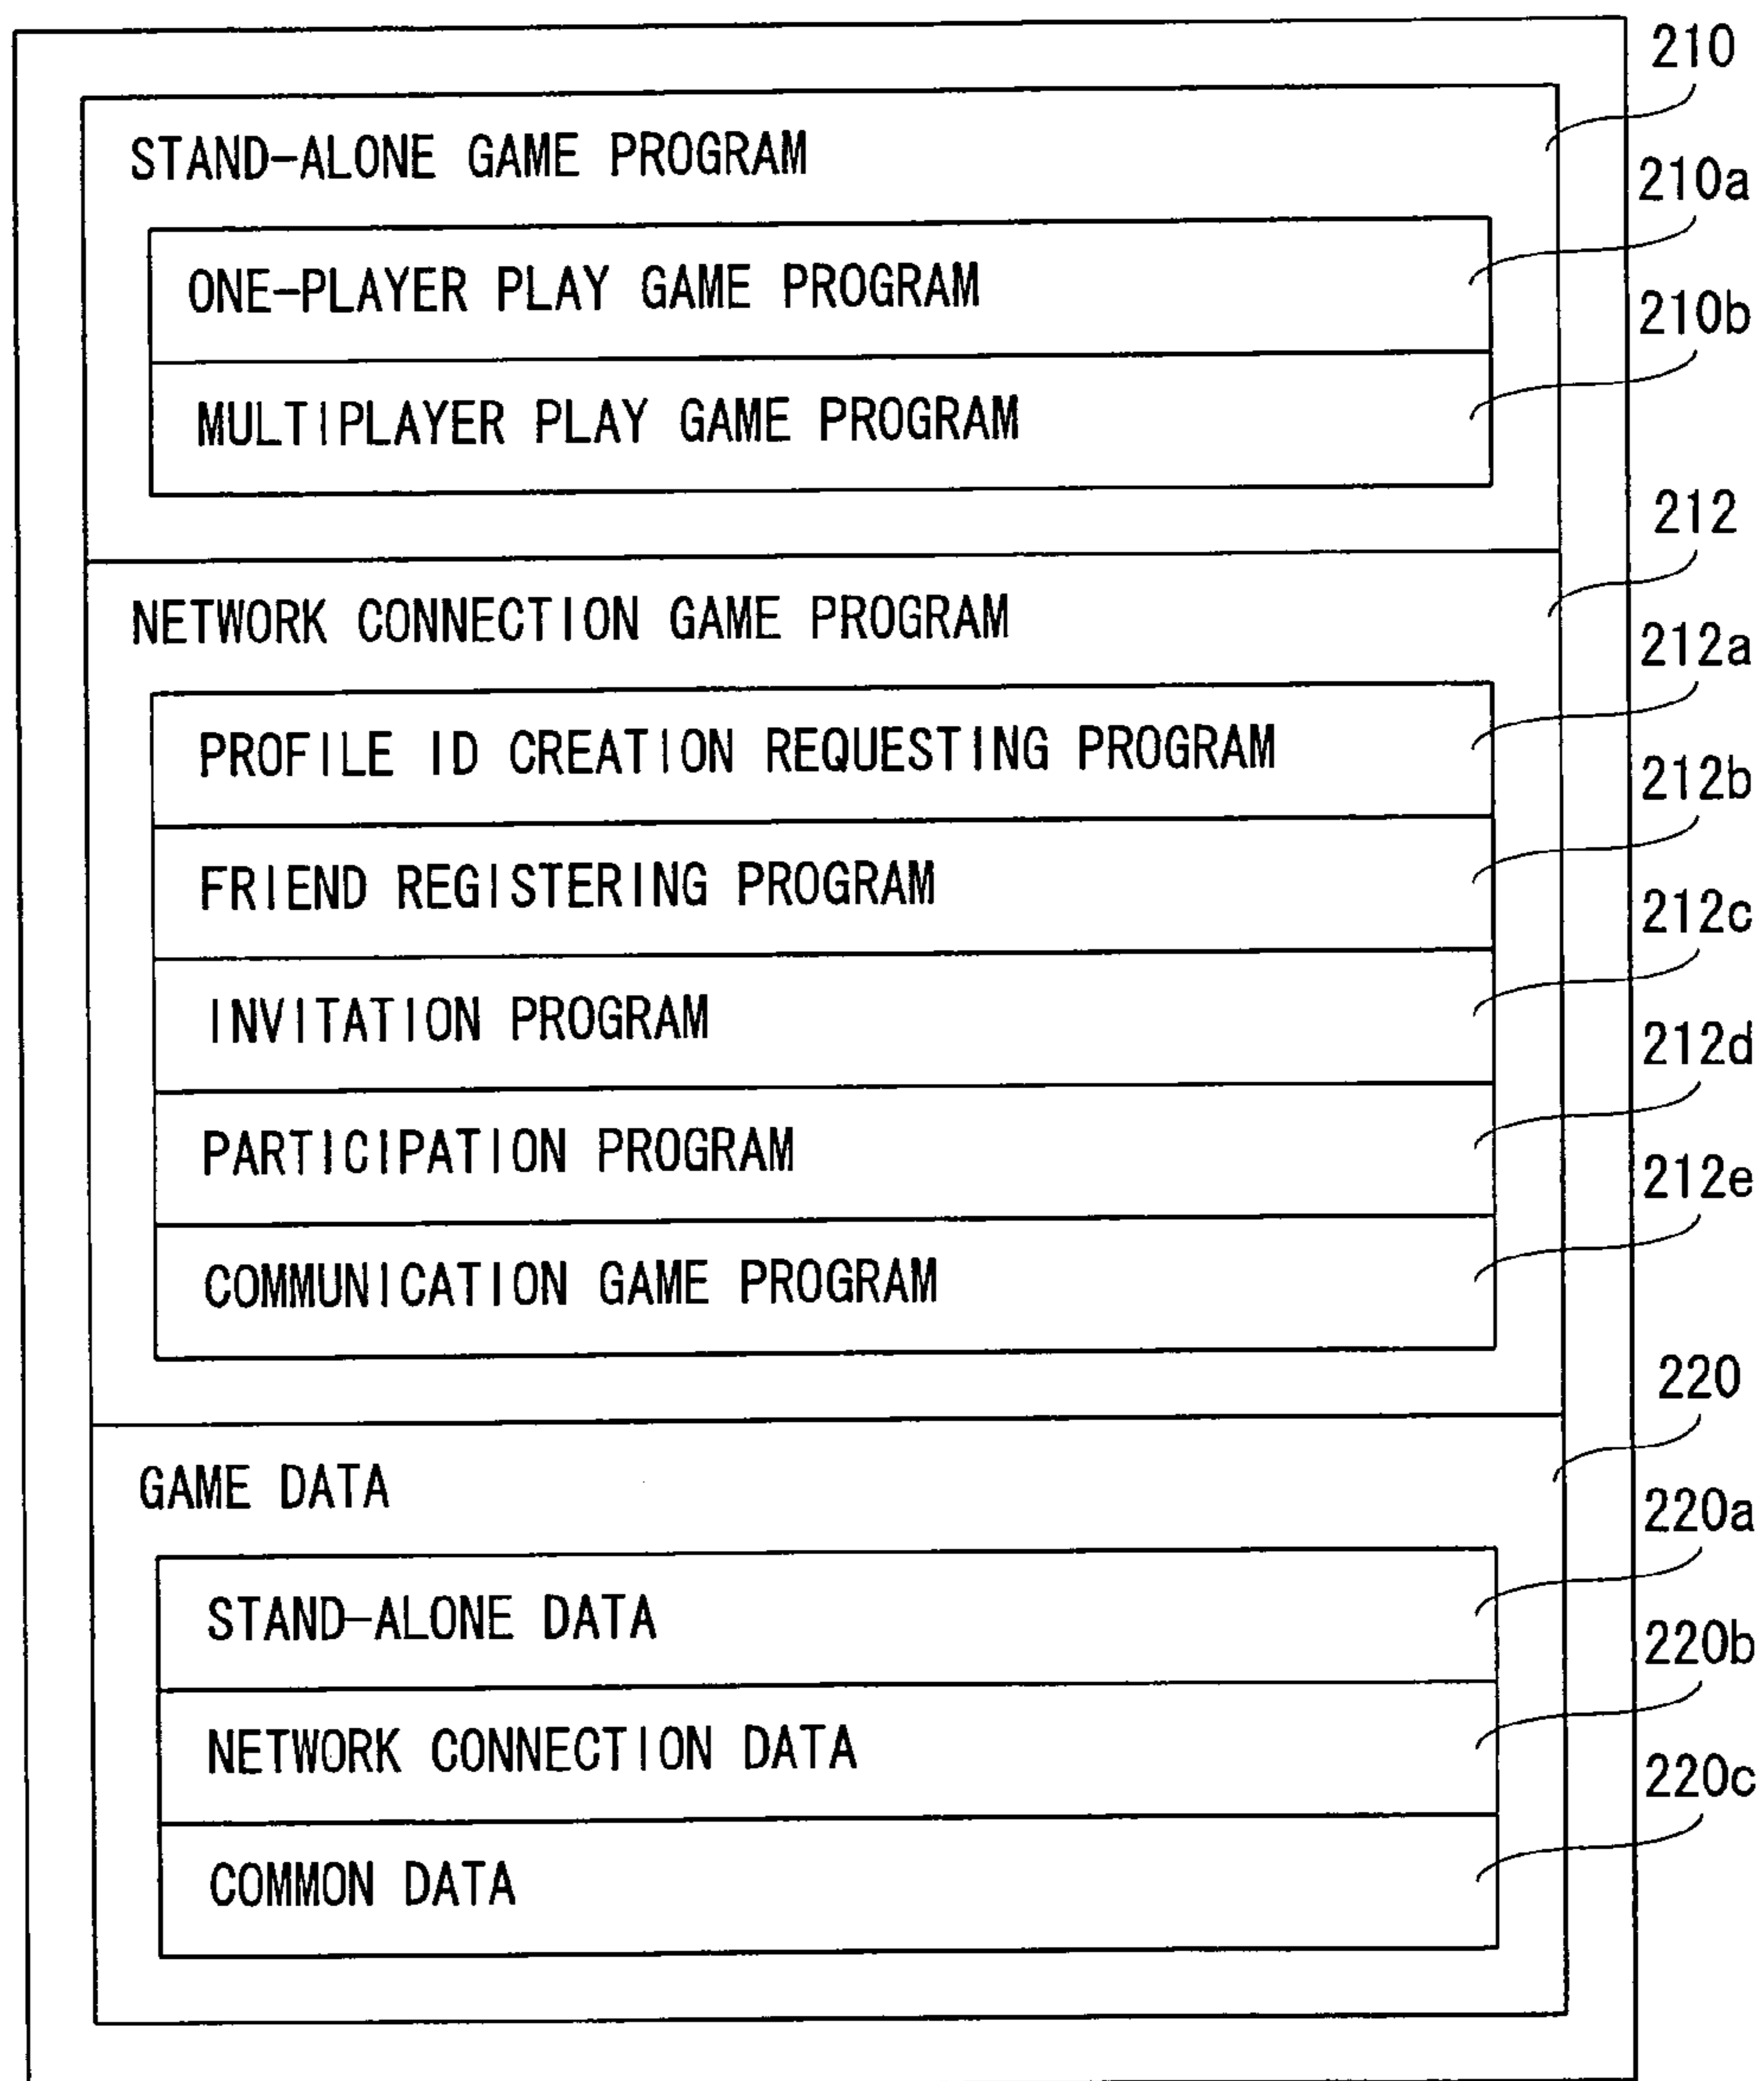 210
STAND-ALONE GAME PROGRAM
210a
ONE-PLAYER PLAY GAME PROGRAM
210b
MULTIPLAYER PLAY GAME PROGRAM
212
NETWORK CONNECTION GAME PROGRAM
212a
PROFILE ID CREATION REQUESTING PROGRAM
212b
FRIEND REGISTERING PROGRAM
212c
INVITATION PROGRAM
212d
PARTICIPATION PROGRAM
212e
COMMUNICATION GAME PROGRAM
220
GAME DATA
220a
STAND-ALONE DATA
220b
NETWORK CONNECTION DATA
220c
COMMON DATA